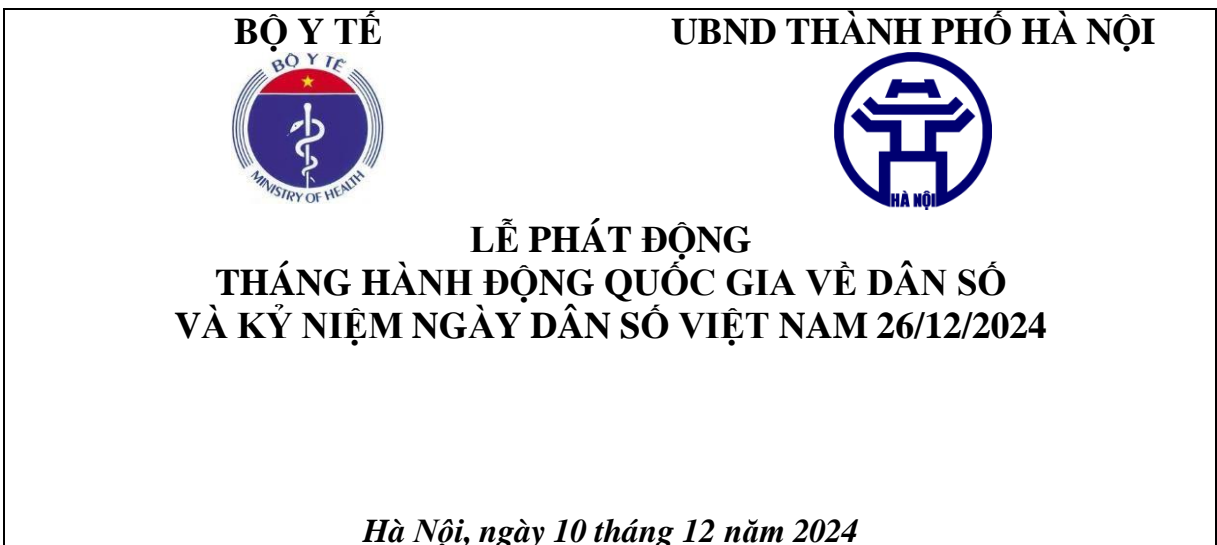 BỘ Y TẾ
UBND THÀNH PHỐ HÀ NỘI
BỘ Y TẾ
MINISTRY OF HEALTH
HÀ NỘI
LỄ PHÁT ĐỘNG
THÁNG HÀNH ĐỘNG QUỐC GIA VỀ DÂN SỐ
VÀ KỶ NIỆM NGÀY DÂN SỐ VIỆT NAM 26/12/2024
Hà Nội, ngày 10 tháng 12 năm 2024